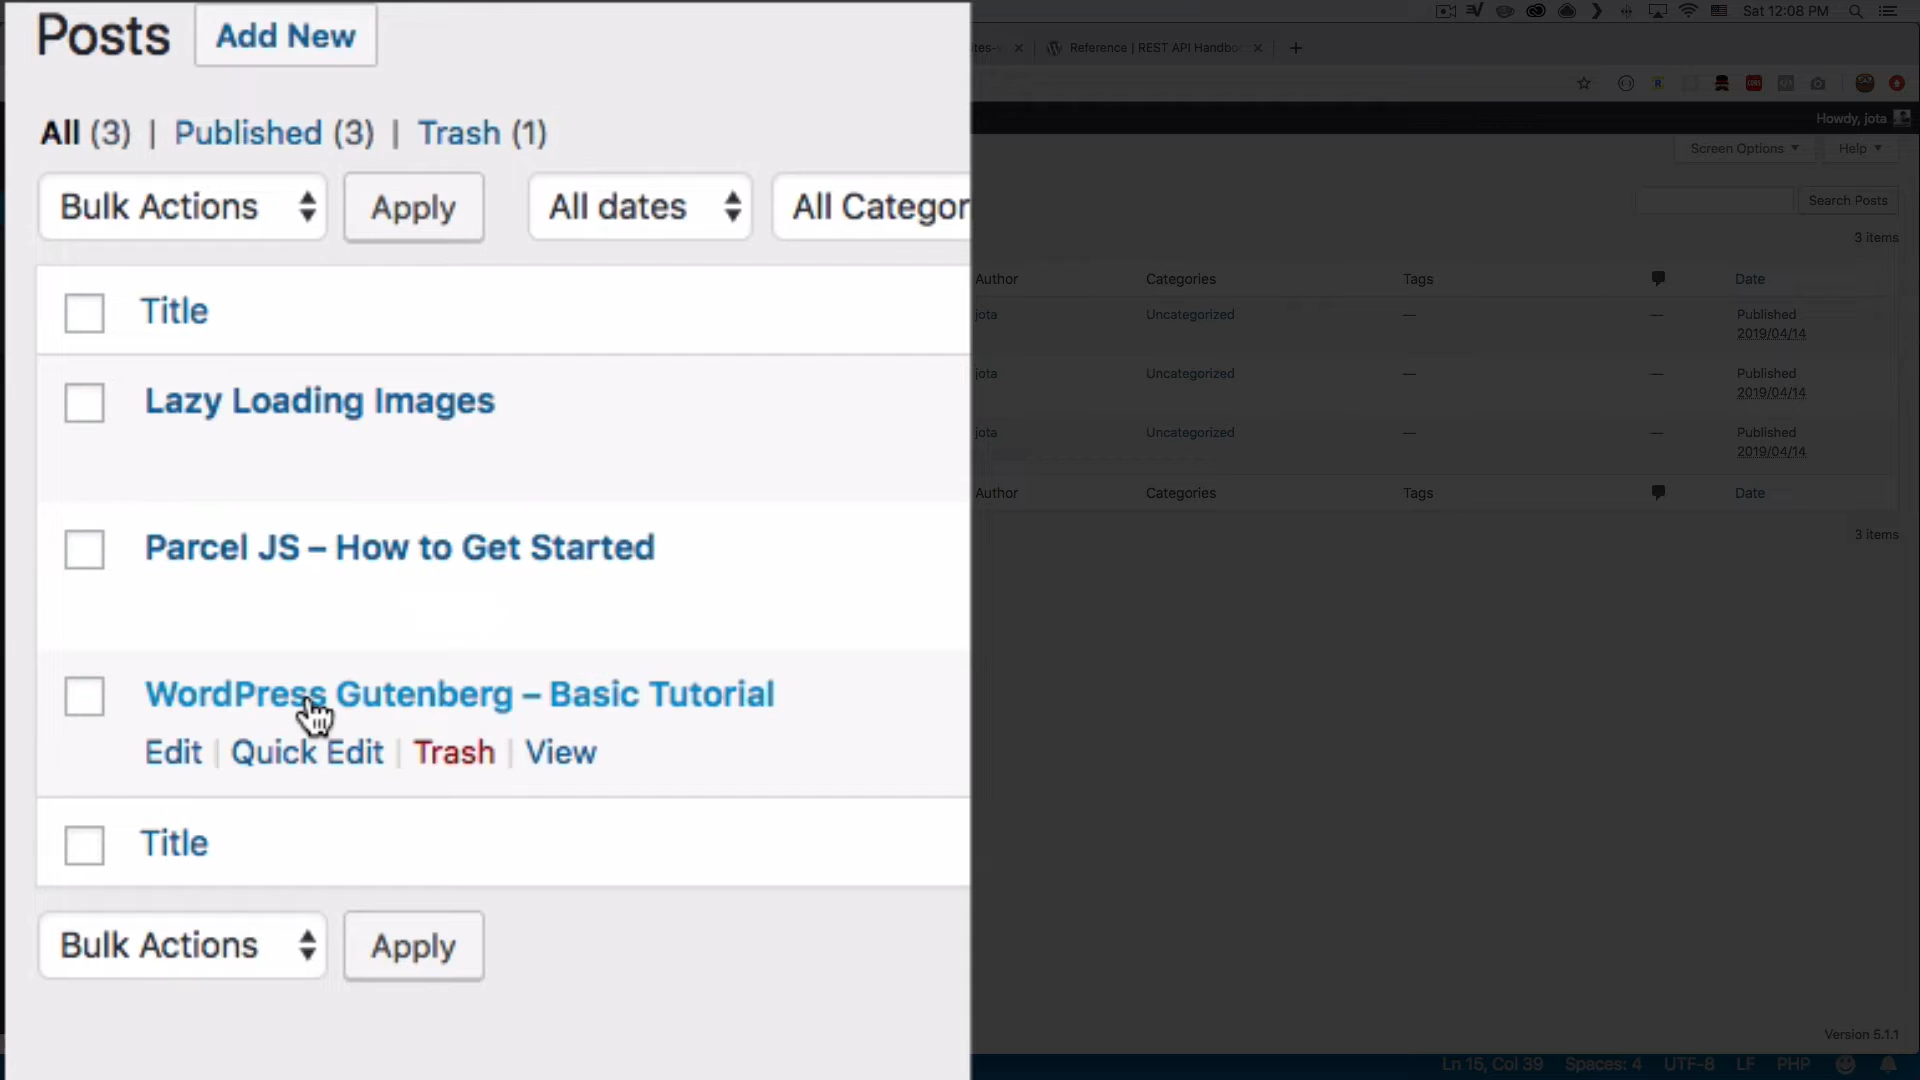 Sat 12:08 PM
Reference | REST API Handbo
Howdy, jota
Screen Options
Help
Posts
Add New
All (3) | Published (3) | Trash (1)
Search Posts
Bulk Actions
Apply
All dates
All Categor
3 items
Title
Author
Categories
Tags
Date
Lazy Loading Images
jota
Uncategorized
—
—
Published
2019/04/14
Parcel JS – How to Get Started
jota
Uncategorized
—
—
Published
2019/04/14
WordPress Gutenberg – Basic Tutorial
Edit | Quick Edit | Trash | View
jota
Uncategorized
—
—
Published
2019/04/14
Title
Author
Categories
Tags
Date
Bulk Actions
Apply
3 items
Version 5.1.1
Ln 15, Col 39
Spaces: 4
UTF-8
LF
PHP